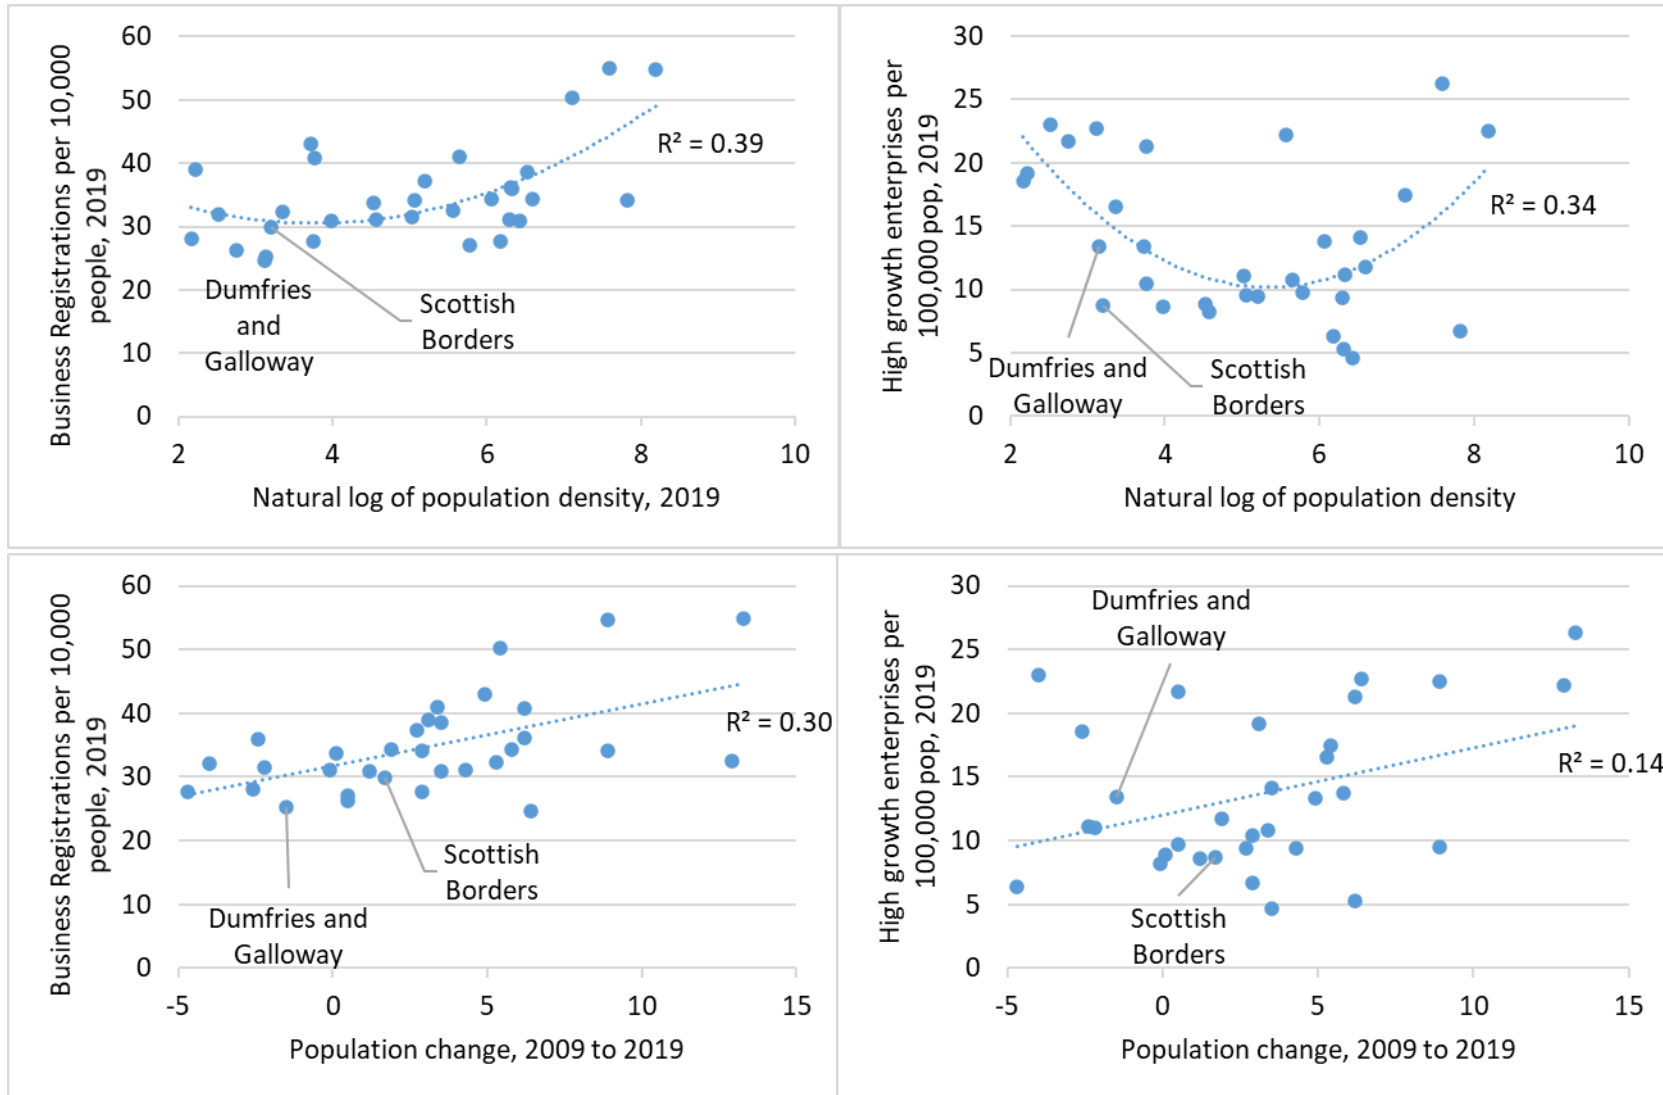 Business Registrations per 10,000
people, 2019
60
50
40
30
20
10
0
R² = 0.39
Dumfries
and
Galloway
Scottish
Borders
2
4
6
8
10
Natural log of population density, 2019
High growth enterprises per
100,000 pop, 2019
30
25
20
15
10
5
0
R² = 0.34
Dumfries and
Galloway
Scottish
Borders
2
4
6
8
10
Natural log of population density
Business Registrations per 10,000
people, 2019
60
50
40
30
20
10
0
R² = 0.30
Scottish
Borders
Dumfries and
Galloway
-5
0
5
10
15
Population change, 2009 to 2019
High growth enterprises per
100,000 pop, 2019
30
25
20
15
10
5
0
Dumfries and
Galloway
R² = 0.14
Scottish
Borders
-5
0
5
10
15
Population change, 2009 to 2019